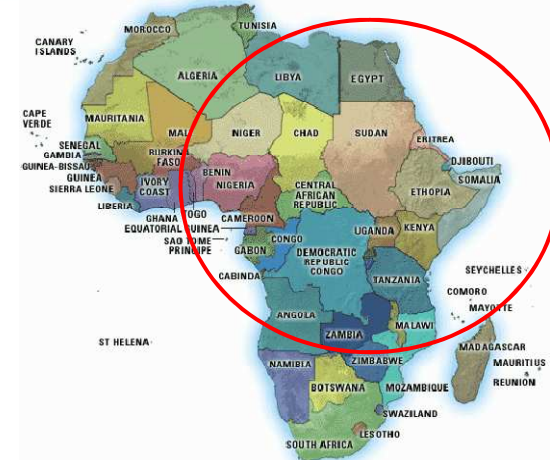 TUNISIA
MOROCCO
CANARY
ISLANDS
ALGERIA
LIBYA
EGYPT
CAPE
VERDE
MAURITANIA
MALI
NIGER
CHAD
SUDAN
ERITREA
SENEGAL
GAMBIA
GUINEA-BISSAU
GUINEA
SIERRA LEONE
BURKINA
FASO
DJIBOUTI
SOMALIA
BENIN
NIGERIA
IVORY
COAST
LIBERIA
CENTRAL
AFRICAN
REPUBLIC
ETHIOPIA
GHANA
TOGO
CAMEROON
EQUATORIAL GUINEA
SAO TOME
PRINCIPE
GABON
CONGO
UGANDA
KENYA
DEMOCRATIC
REPUBLIC
CONGO
CABINDA
TANZANIA
SEYCHELLES
COMORO
MAYOTTE
ANGOLA
ZAMBIA
MALAWI
ST HELENA
MADAGASCAR
MAURITIUS
REUNION
NAMIBIA
ZIMBABWE
BOTSWANA
MOZAMBIQUE
SWAZILAND
LESOTHO
SOUTH AFRICA